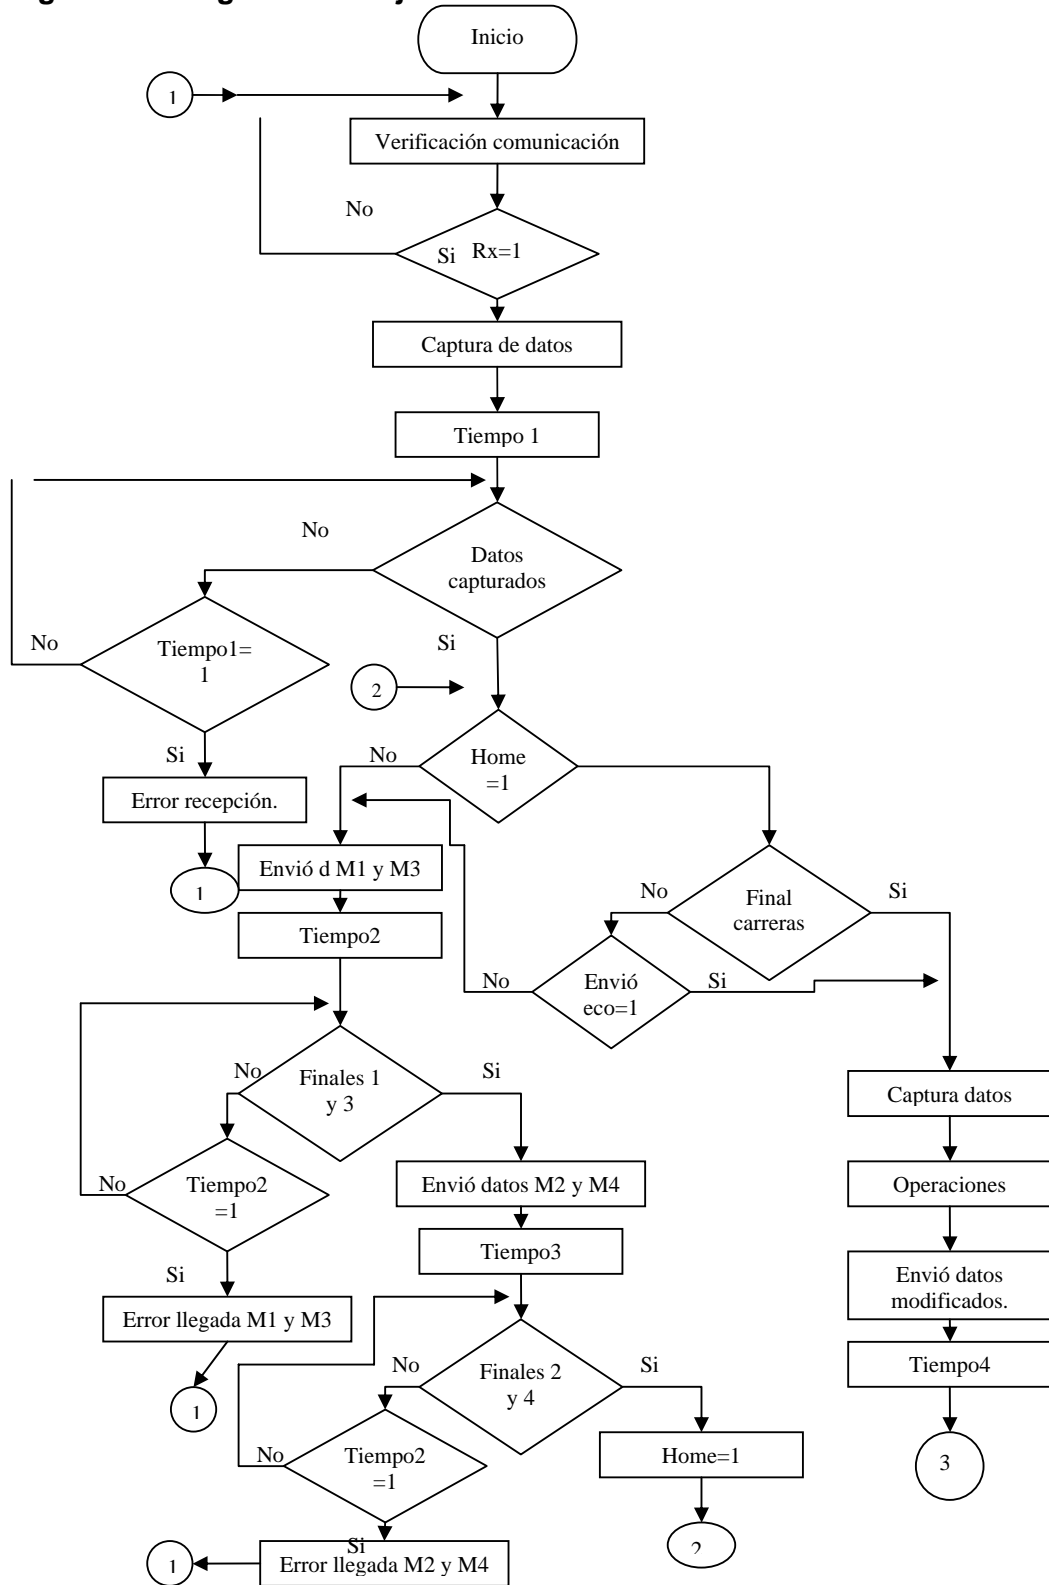 Inicio
1
Verificación comunicación
No
Si Rx=1
Captura de datos
Tiempo 1
No
Datos
capturados
No
Tiempo1=
1
Si
2
Si
No
Home
=1
Error recepción.
1
Envió d M1 y M3
No
Final
carreras
Si
Tiempo2
No
Envió
eco=1
Si
No
Finales 1
y 3
Si
Captura datos
No
Tiempo2
=1
Envió datos M2 y M4
Operaciones
Si
Tiempo3
Envió datos
modificados.
Error llegada M1 y M3
No
Finales 2
y 4
Si
Tiempo4
1
No
Tiempo2
=1
Home=1
3
Si
1
Error llegada M2 y M4
2